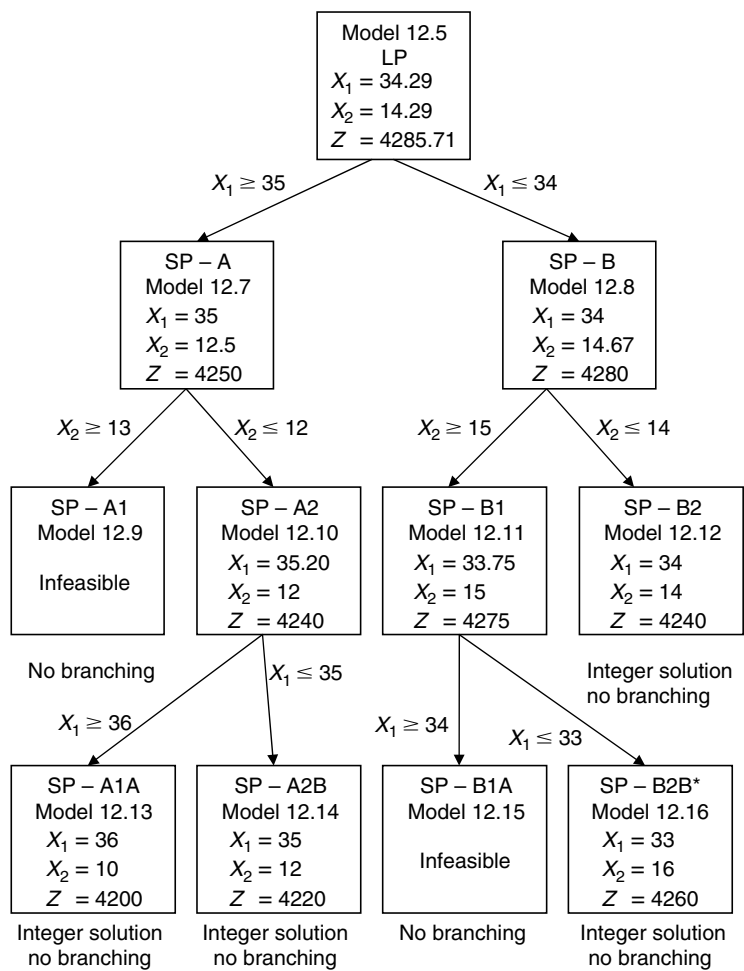 Model 12.5
LP
X₁ = 34.29
X₂ = 14.29
Z = 4285.71
X₁ ≥ 35
X₁ ≤ 34
SP – A
Model 12.7
X₁ = 35
X₂ = 12.5
Z = 4250
SP – B
Model 12.8
X₁ = 34
X₂ = 14.67
Z = 4280
X₂ ≥ 13
X₂ ≤ 12
X₂ ≥ 15
X₂ ≤ 14
SP – A1
Model 12.9
Infeasible
No branching
SP – A2
Model 12.10
X₁ = 35.20
X₂ = 12
Z = 4240
SP – B1
Model 12.11
X₁ = 33.75
X₂ = 15
Z = 4275
SP – B2
Model 12.12
X₁ = 34
X₂ = 14
Z = 4240
Integer solution
no branching
X₁ ≥ 36
X₁ ≤ 35
X₁ ≥ 34
X₁ ≤ 33
SP – A1A
Model 12.13
X₁ = 36
X₂ = 10
Z = 4200
Integer solution
no branching
SP – A2B
Model 12.14
X₁ = 35
X₂ = 12
Z = 4220
Integer solution
no branching
SP – B1A
Model 12.15
Infeasible
No branching
SP – B2B*
Model 12.16
X₁ = 33
X₂ = 16
Z = 4260
Integer solution
no branching